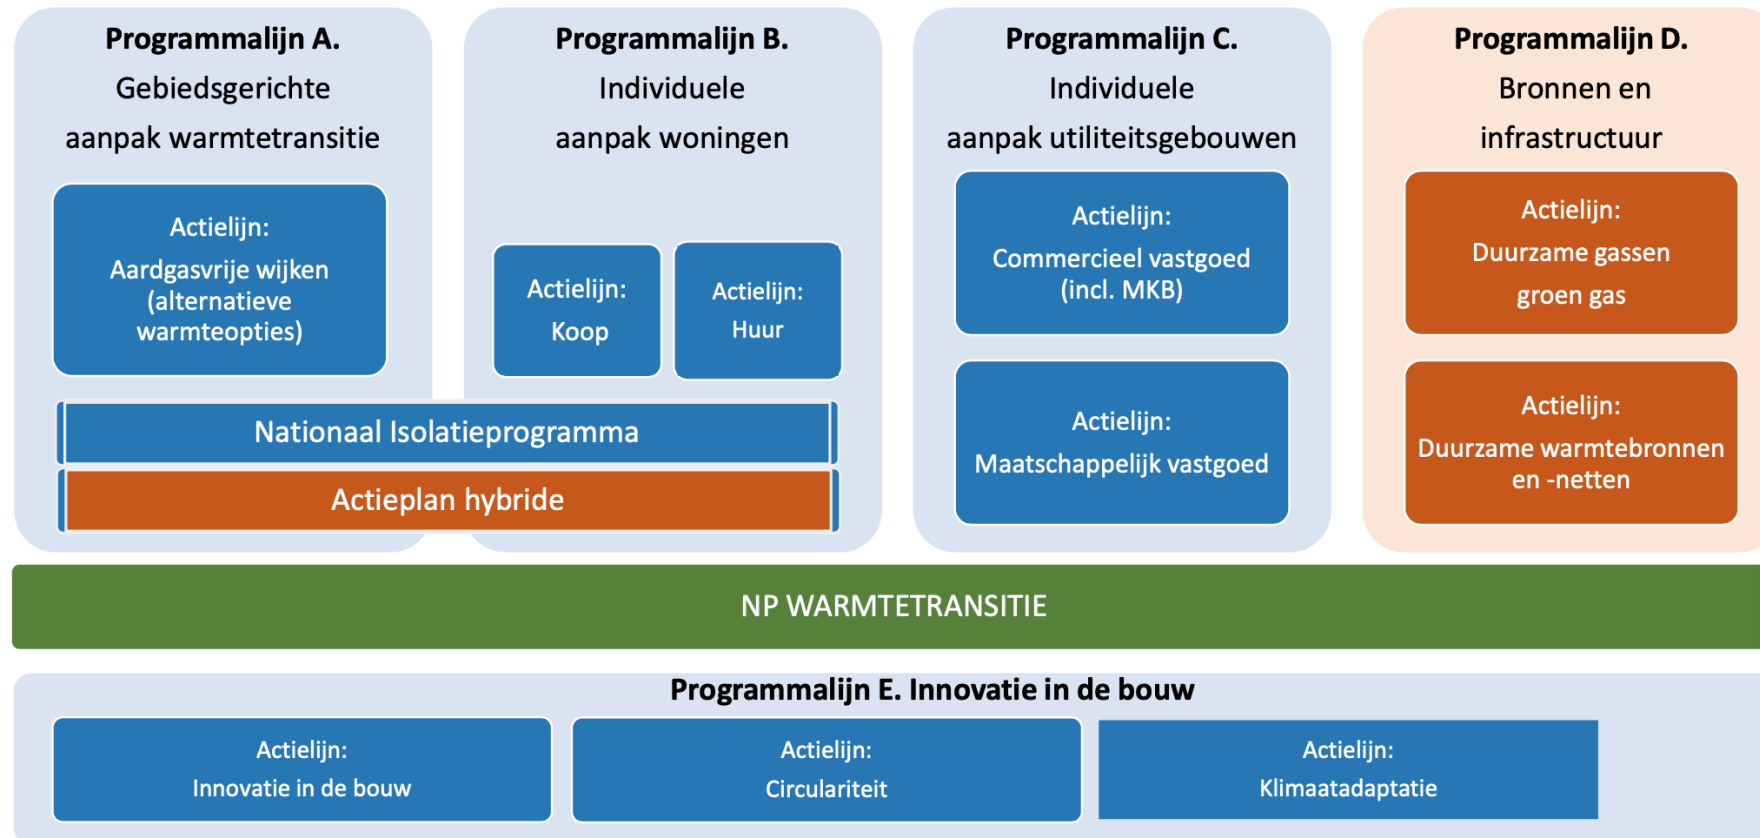 Programmalijn A.
Gebiedsgerichte
aanpak warmtetransitie
Actielijn:
Aardgasvrije wijken
(alternatieve
warmteopties)
Programmalijn B.
Individuele
aanpak woningen
Actielijn:
Koop
Actielijn:
Huur
Nationaal Isolatieprogramma
Actieplan hybride
Programmalijn C.
Individuele
aanpak utiliteitsgebouwen
Actielijn:
Commercieel vastgoed
(incl. MKB)
Actielijn:
Maatschappelijk vastgoed
Programmalijn D.
Bronnen en
infrastructuur
Actielijn:
Duurzame gassen
groen gas
Actielijn:
Duurzame warmtebronnen
en -netten
NP WARMTETRANSITIE
Programmalijn E. Innovatie in de bouw
Actielijn:
Innovatie in de bouw
Actielijn:
Circulariteit
Actielijn:
Klimaatadaptatie